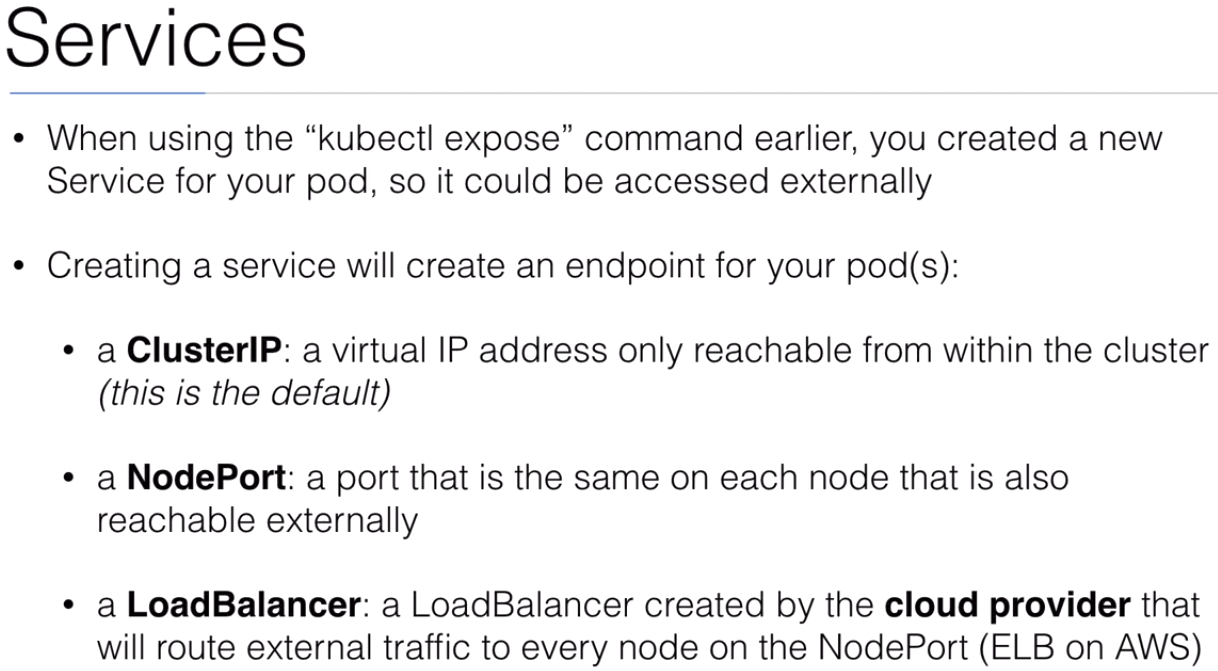 Services
• When using the “kubectl expose” command earlier, you created a new
Service for your pod, so it could be accessed externally
• Creating a service will create an endpoint for your pod(s):
• a ClusterIP: a virtual IP address only reachable from within the cluster
(this is the default)
• a NodePort: a port that is the same on each node that is also
reachable externally
• a LoadBalancer: a LoadBalancer created by the cloud provider that
will route external traffic to every node on the NodePort (ELB on AWS)